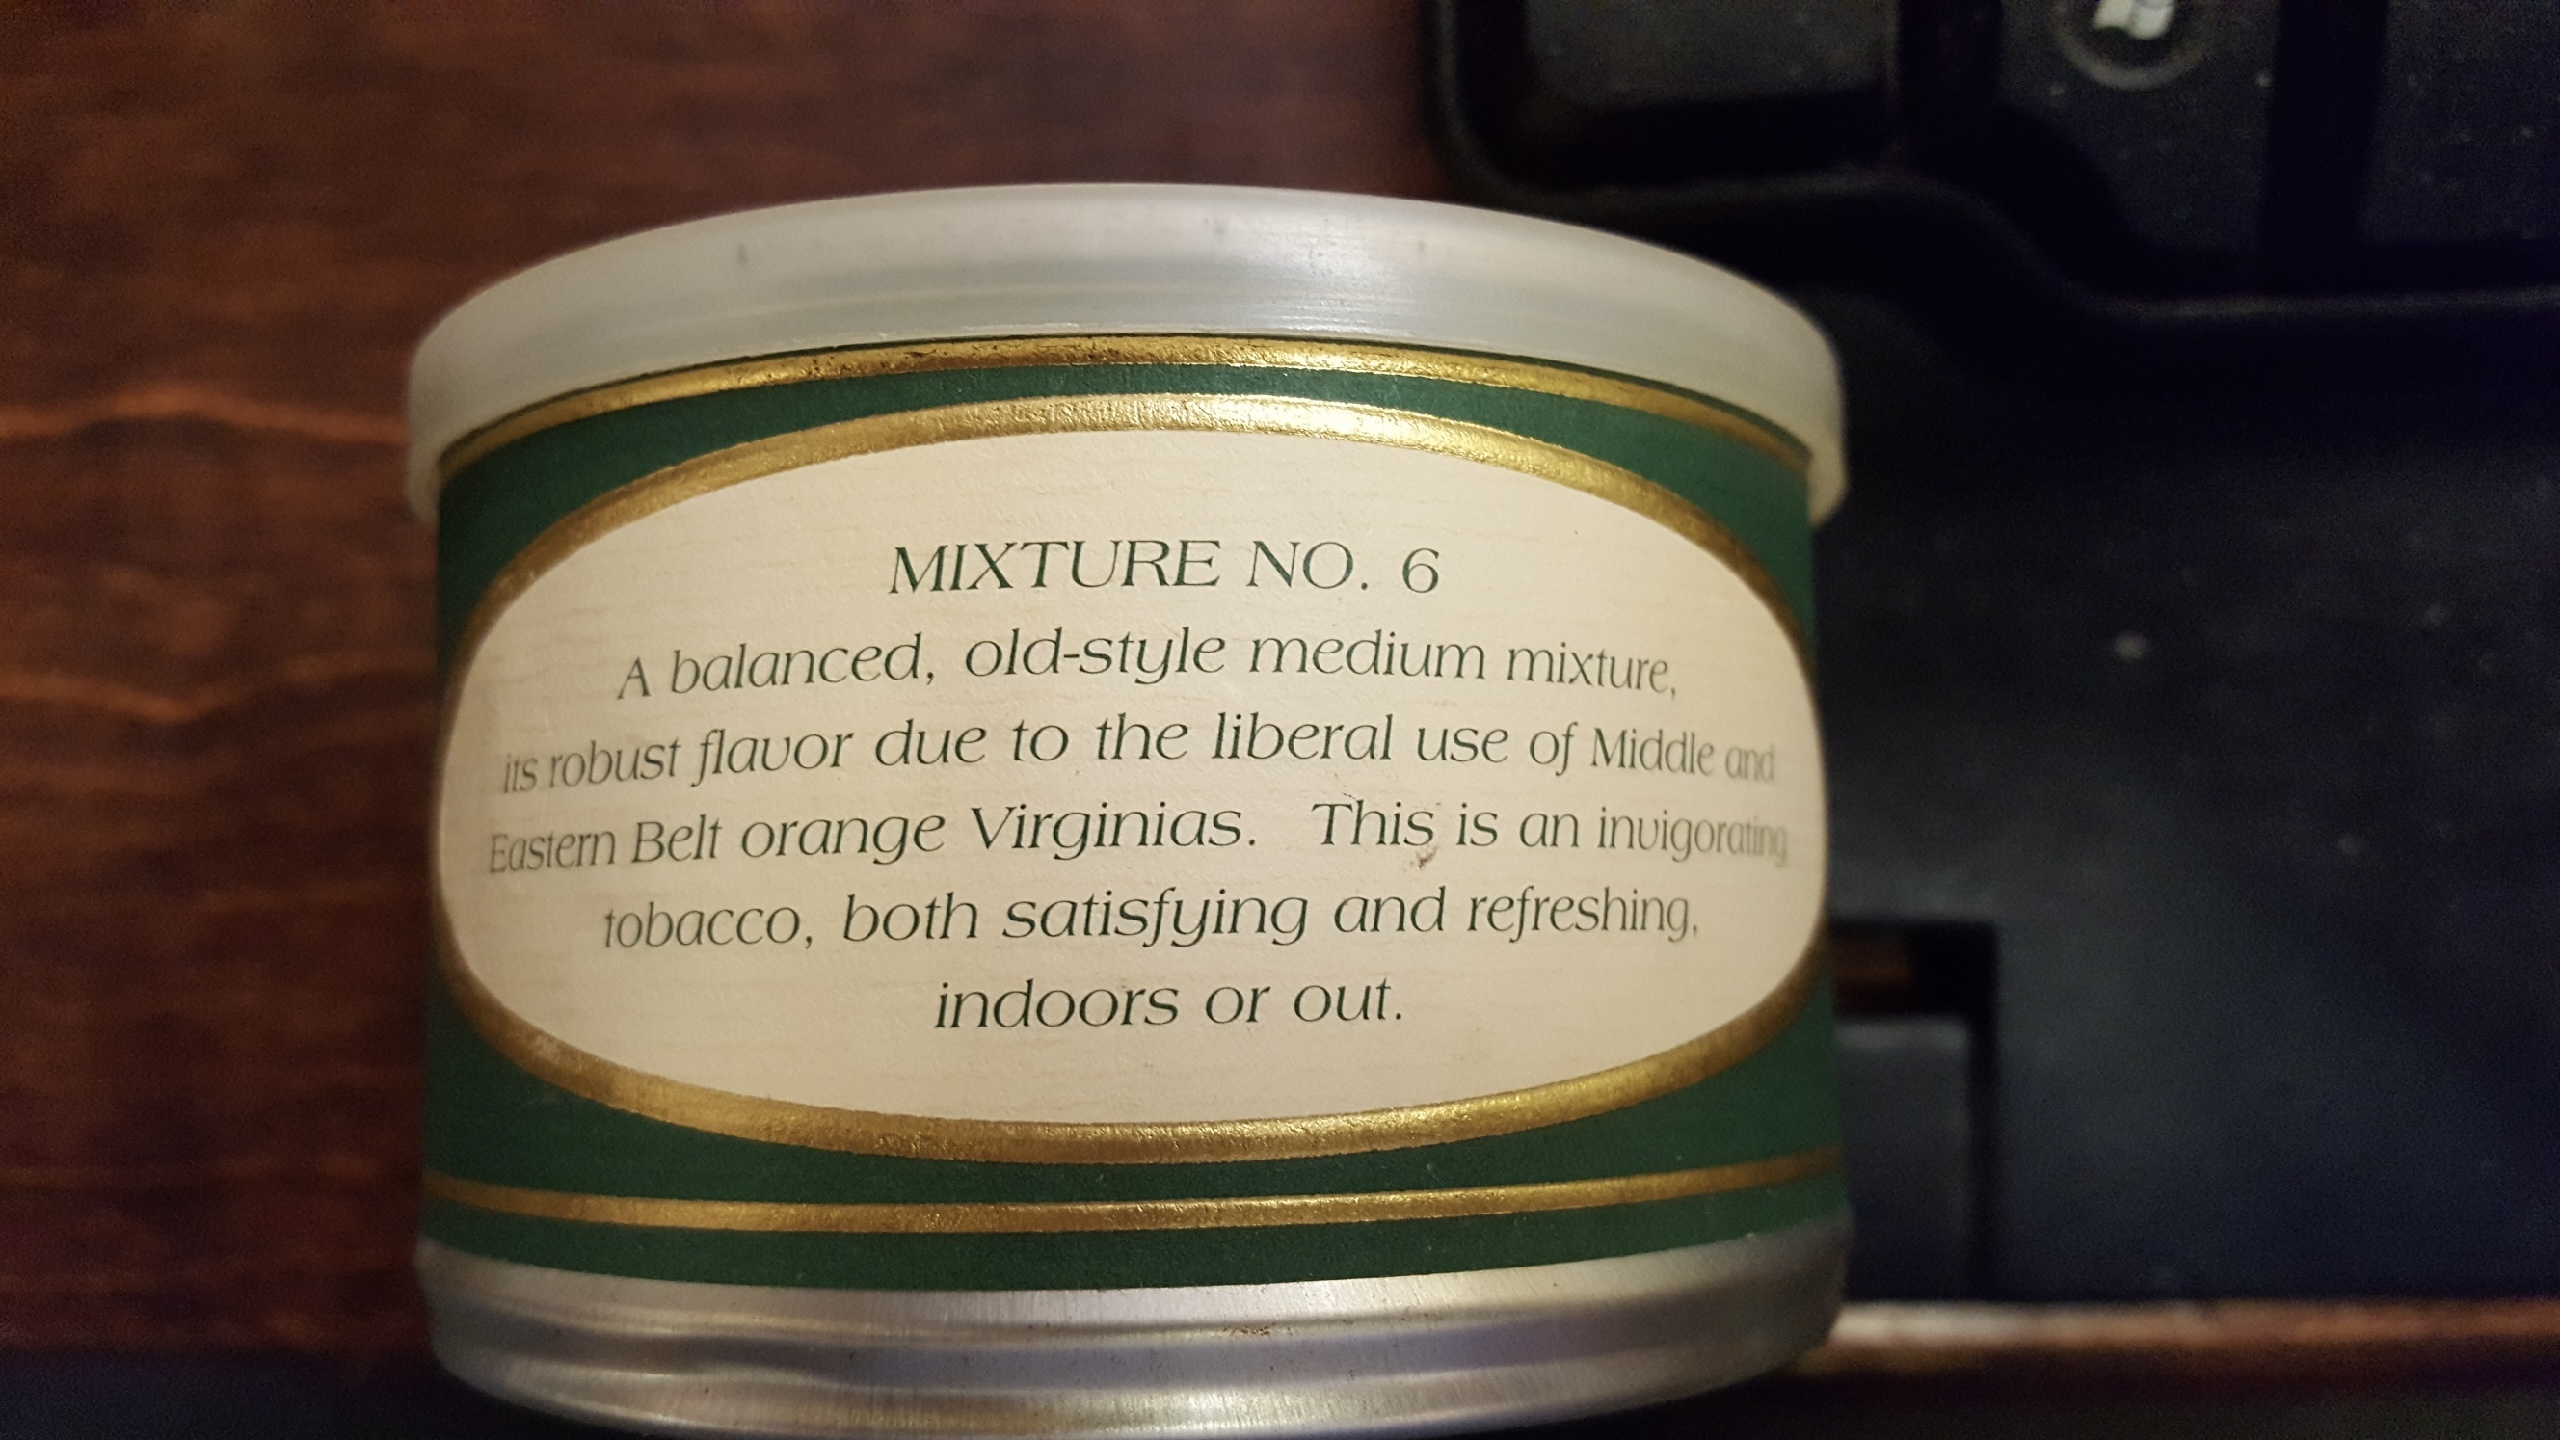 MIXTURE NO. 6
A balanced, old-style medium mixture,
its robust flavor due to the liberal use of Middle and
Eastern Belt orange Virginias. This is an invigorating
tobacco, both satisfying and refreshing,
indoors or out.